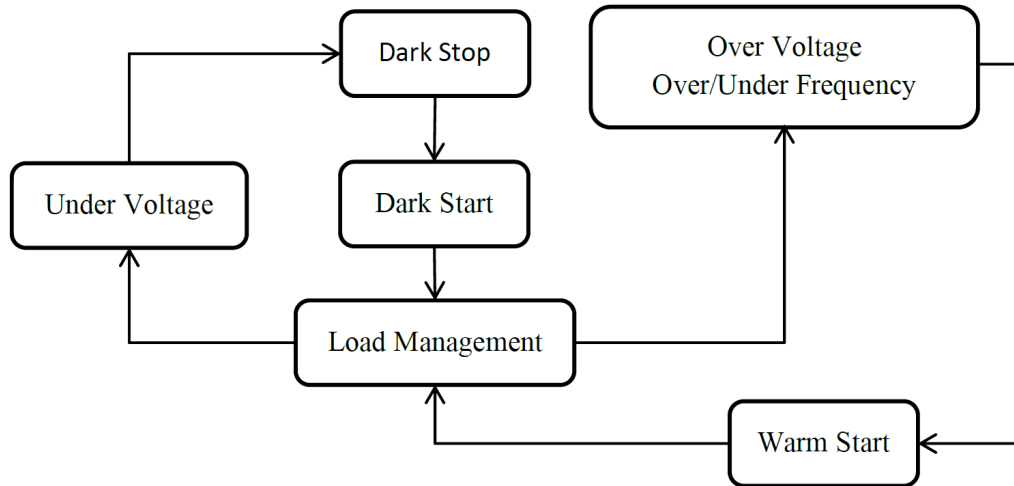 Dark Stop
Over Voltage
Over/Under Frequency
Under Voltage
Dark Start
Load Management
Warm Start